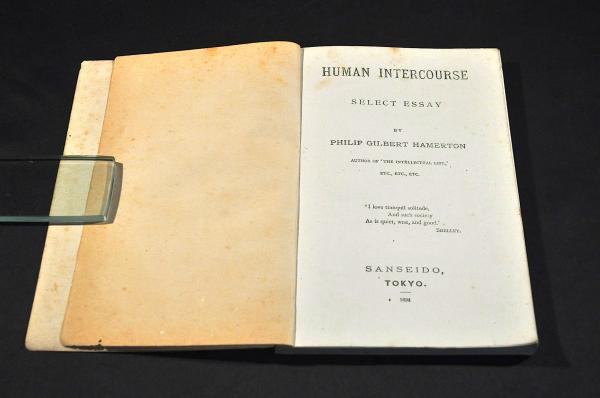 HUMAN INTERCOURSE
SELECT ESSAY
BY
PHILIP GILBERT HAMERTON
AUTHOR OF 'THE INTELLECTUAL LIFE,'
ETC., ETC., ETC.
"I love tranquil solitude,
And such society
As is quiet, wise, and good."
SHELLEY.
SANSEIDO,
TOKYO.